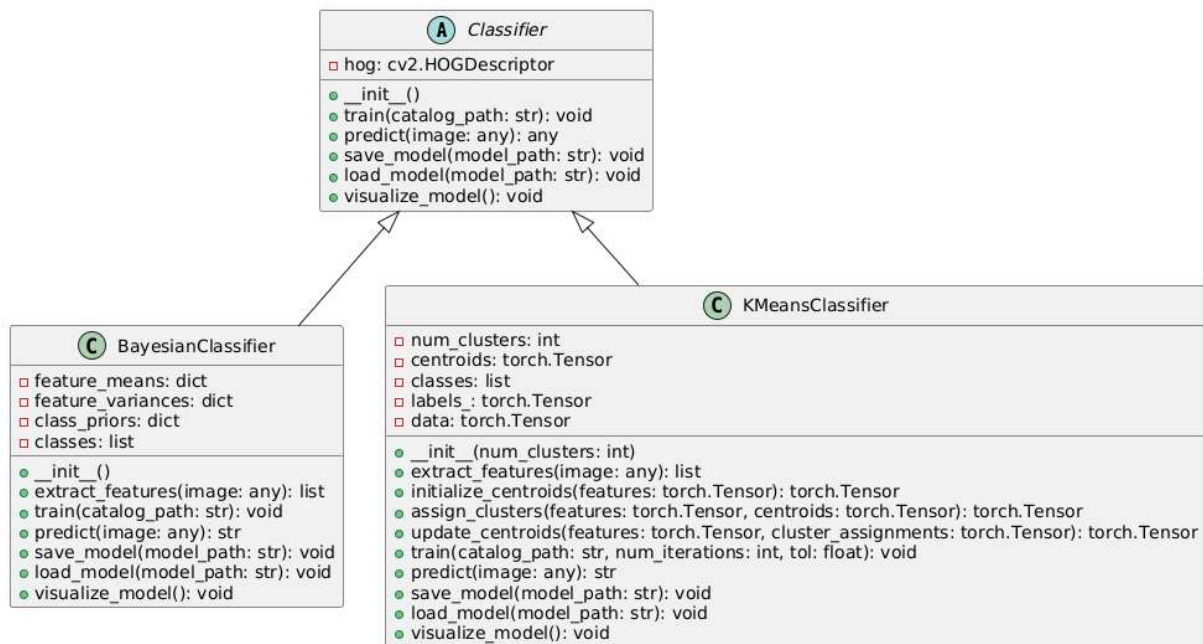 A Classifier
hog: cv2.HOGDescriptor
__init__()
train(catalog_path: str): void
predict(image: any): any
save_model(model_path: str): void
load_model(model_path: str): void
visualize_model(): void
C BayesianClassifier
feature_means: dict
feature_variances: dict
class_priors: dict
classes: list
__init__()
extract_features(image: any): list
train(catalog_path: str): void
predict(image: any): str
save_model(model_path: str): void
load_model(model_path: str): void
visualize_model(): void
C KMeansClassifier
num_clusters: int
centroids: torch.Tensor
classes: list
labels_: torch.Tensor
data: torch.Tensor
__init__(num_clusters: int)
extract_features(image: any): list
initialize_centroids(features: torch.Tensor): torch.Tensor
assign_clusters(features: torch.Tensor, centroids: torch.Tensor): torch.Tensor
update_centroids(features: torch.Tensor, cluster_assignments: torch.Tensor): torch.Tensor
train(catalog_path: str, num_iterations: int, tol: float): void
predict(image: any): str
save_model(model_path: str): void
load_model(model_path: str): void
visualize_model(): void